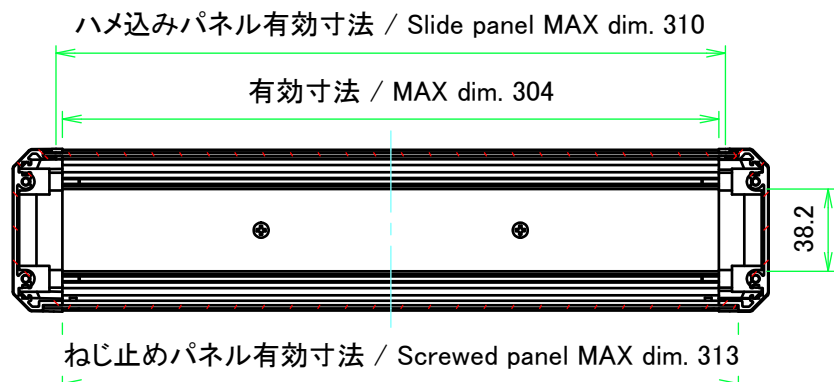 ハメ込みパネル有効寸法 / Slide panel MAX dim. 310
有効寸法 / MAX dim. 304
38.2
ねじ止めパネル有効寸法 / Screwed panel MAX dim. 313